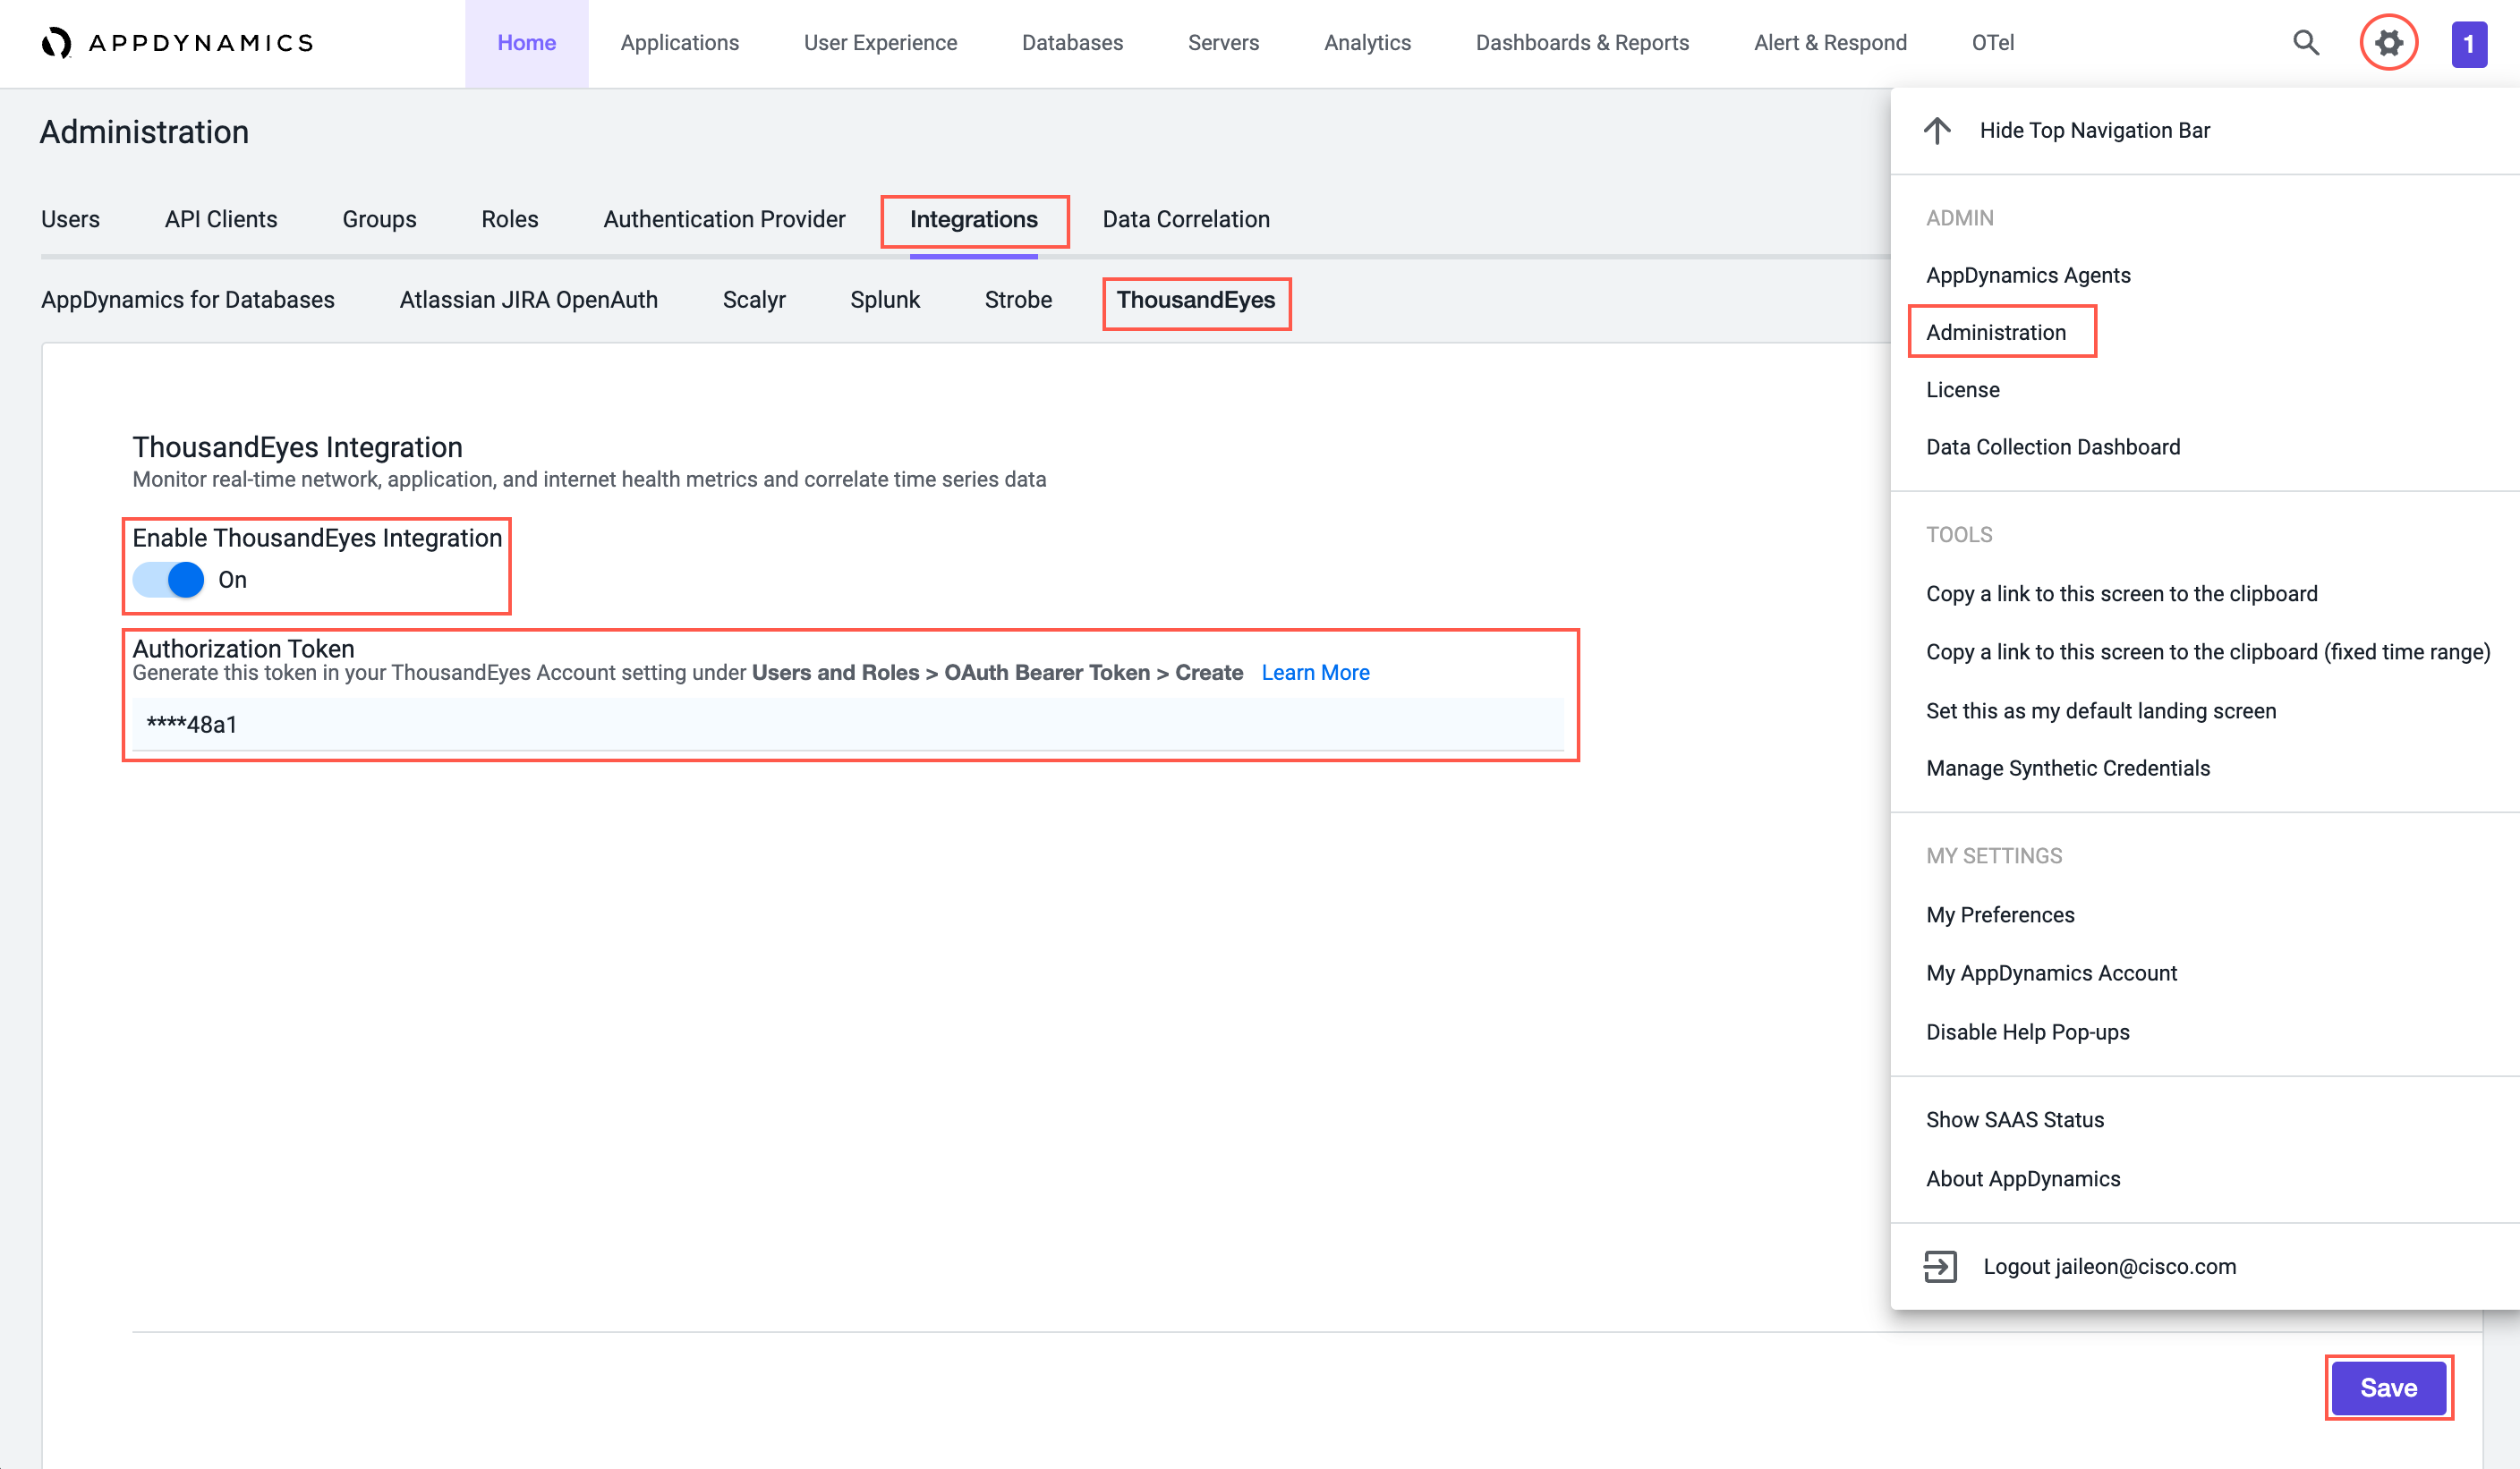 APPDYNAMICS
Home Applications User Experience Databases Servers Analytics Dashboards & Reports Alert & Respond OTel 1
Administration
Users API Clients Groups Roles Authentication Provider Integrations Data Correlation
AppDynamics for Databases Atlassian JIRA OpenAuth Scalyr Splunk Strobe ThousandEyes
ThousandEyes Integration
Monitor real-time network, application, and internet health metrics and correlate time series data
Enable ThousandEyes Integration
On
Authorization Token
Generate this token in your ThousandEyes Account setting under Users and Roles > OAuth Bearer Token > Create Learn More
****48a1
Save
Hide Top Navigation Bar
ADMIN
AppDynamics Agents
Administration
License
Data Collection Dashboard
TOOLS
Copy a link to this screen to the clipboard
Copy a link to this screen to the clipboard (fixed time range)
Set this as my default landing screen
Manage Synthetic Credentials
MY SETTINGS
My Preferences
My AppDynamics Account
Disable Help Pop-ups
Show SAAS Status
About AppDynamics
Logout jaileon@cisco.com